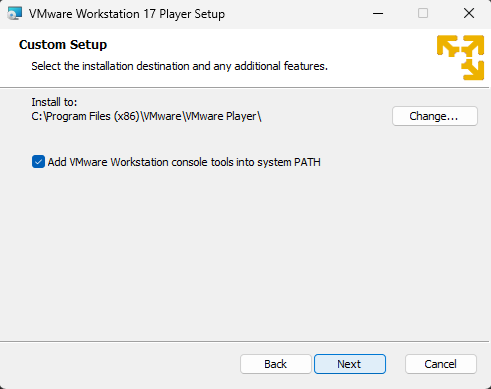 VMware Workstation 17 Player Setup
Custom Setup
Select the installation destination and any additional features.
Install to:
C:\Program Files (x86)\VMware\VMware Player\
Change...
Add VMware Workstation console tools into system PATH
Back
Next
Cancel